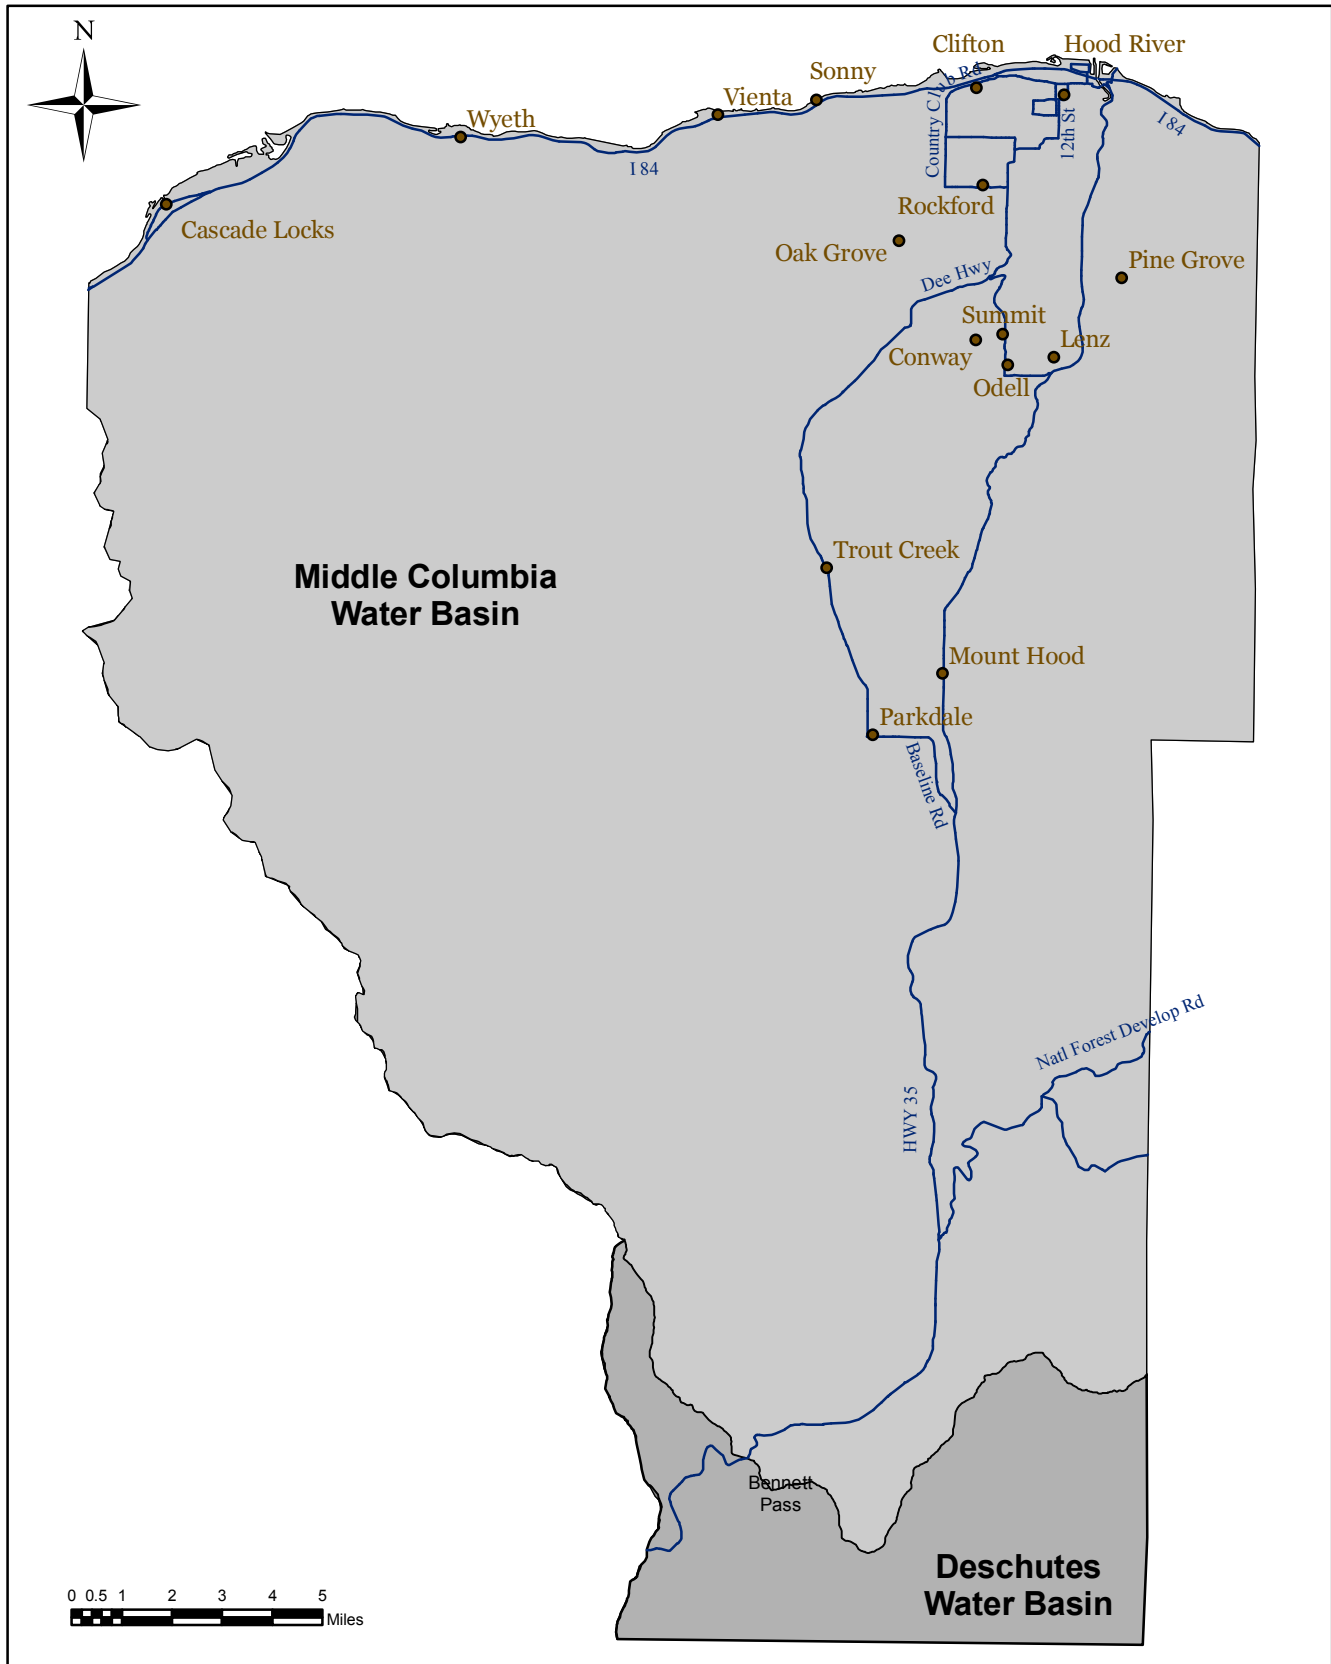 N
Clifton
Hood River
Sonny
Vienta
Wyeth
Country Club Rd
12th St
I 84
I 84
Cascade Locks
Rockford
Oak Grove
Pine Grove
Dee Hwy
Summit
Conway
Lenz
Odell
Trout Creek
Middle Columbia
Water Basin
Mount Hood
Parkdale
Baseline Rd
Natl Forest Develop Rd
HWY 35
Bennett
Pass
Deschutes
Water Basin
0 0.5 1 2 3 4 5
Miles